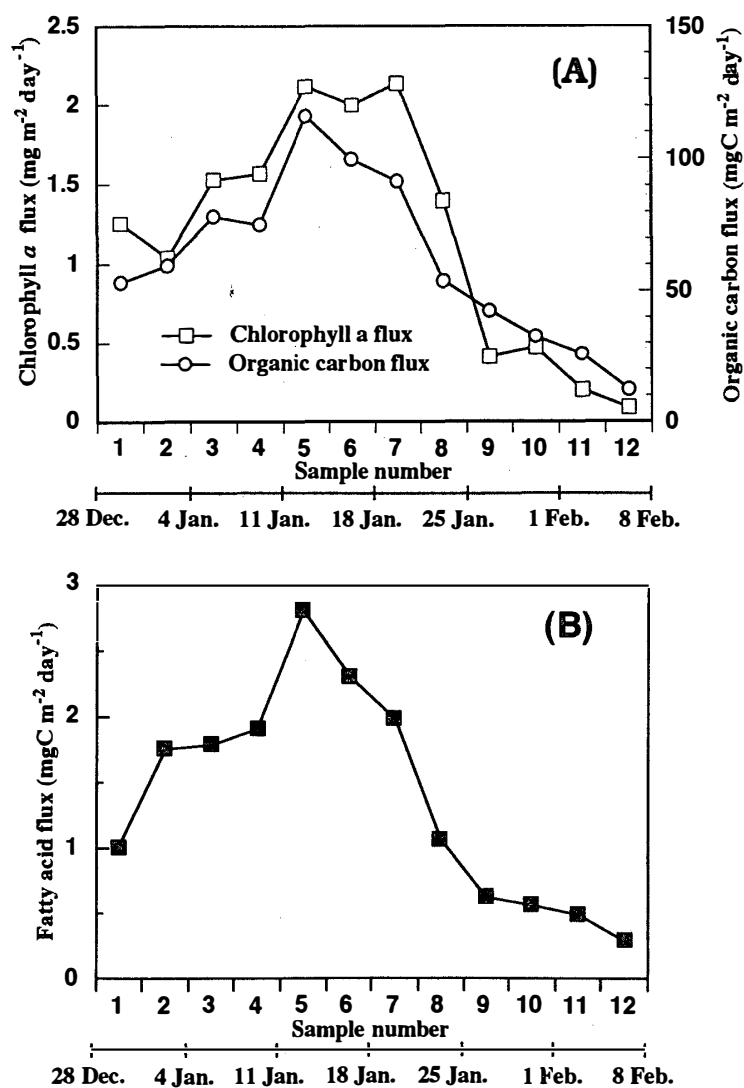 2.5
150
(A)
2
1.5
1
0.5
0
100
50
0
Chlorophyll a flux (mg m-2 day-1)
Organic carbon flux (mgC m-2 day-1)
Chlorophyll a flux
Organic carbon flux
1 2 3 4 5 6 7 8 9 10 11 12
Sample number
28 Dec. 4 Jan. 11 Jan. 18 Jan. 25 Jan. 1 Feb. 8 Feb.
3
(B)
2
1
0
Fatty acid flux (mgC m-2 day-1)
1 2 3 4 5 6 7 8 9 10 11 12
Sample number
28 Dec. 4 Jan. 11 Jan. 18 Jan. 25 Jan. 1 Feb. 8 Feb.